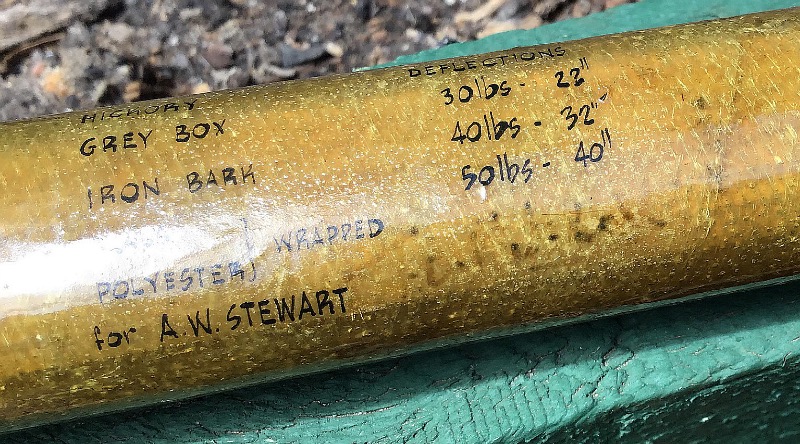 HICKORY
GREY BOX
IRON BARK
} WRAPPED
POLYESTER}
for A.W. STEWART
DEFLECTIONS
30lbs - 22"
40lbs - 32"
50lbs - 40"